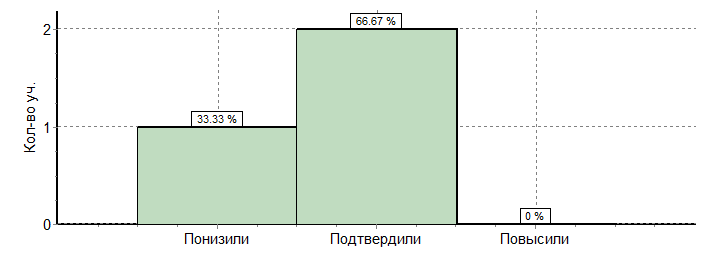 Кол-во уч.
2
1
0
33.33 %
66.67 %
0 %
Понизили
Подтвердили
Повысили